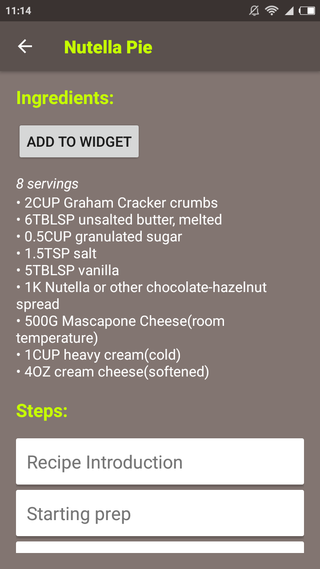 11:14
Nutella Pie
Ingredients:
ADD TO WIDGET
8 servings
• 2CUP Graham Cracker crumbs
• 6TBLSP unsalted butter, melted
• 0.5CUP granulated sugar
• 1.5TSP salt
• 5TBLSP vanilla
• 1K Nutella or other chocolate-hazelnut
spread
• 500G Mascapone Cheese(room
temperature)
• 1CUP heavy cream(cold)
• 4OZ cream cheese(softened)
Steps:
Recipe Introduction
Starting prep